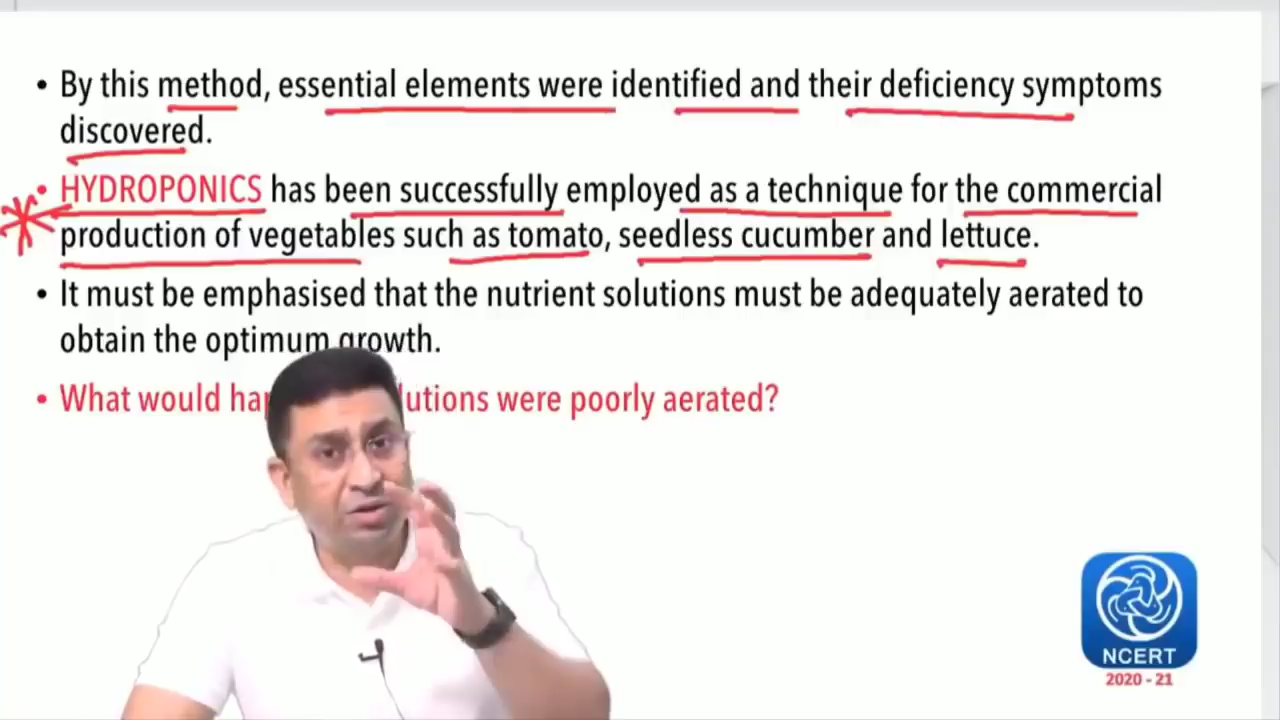 • By this method, essential elements were identified and their deficiency symptoms
discovered.
• HYDROPONICS has been successfully employed as a technique for the commercial
production of vegetables such as tomato, seedless cucumber and lettuce.
• It must be emphasised that the nutrient solutions must be adequately aerated to
obtain the optimum growth.
• What would were poorly aerated?
NCERT
2020 - 21